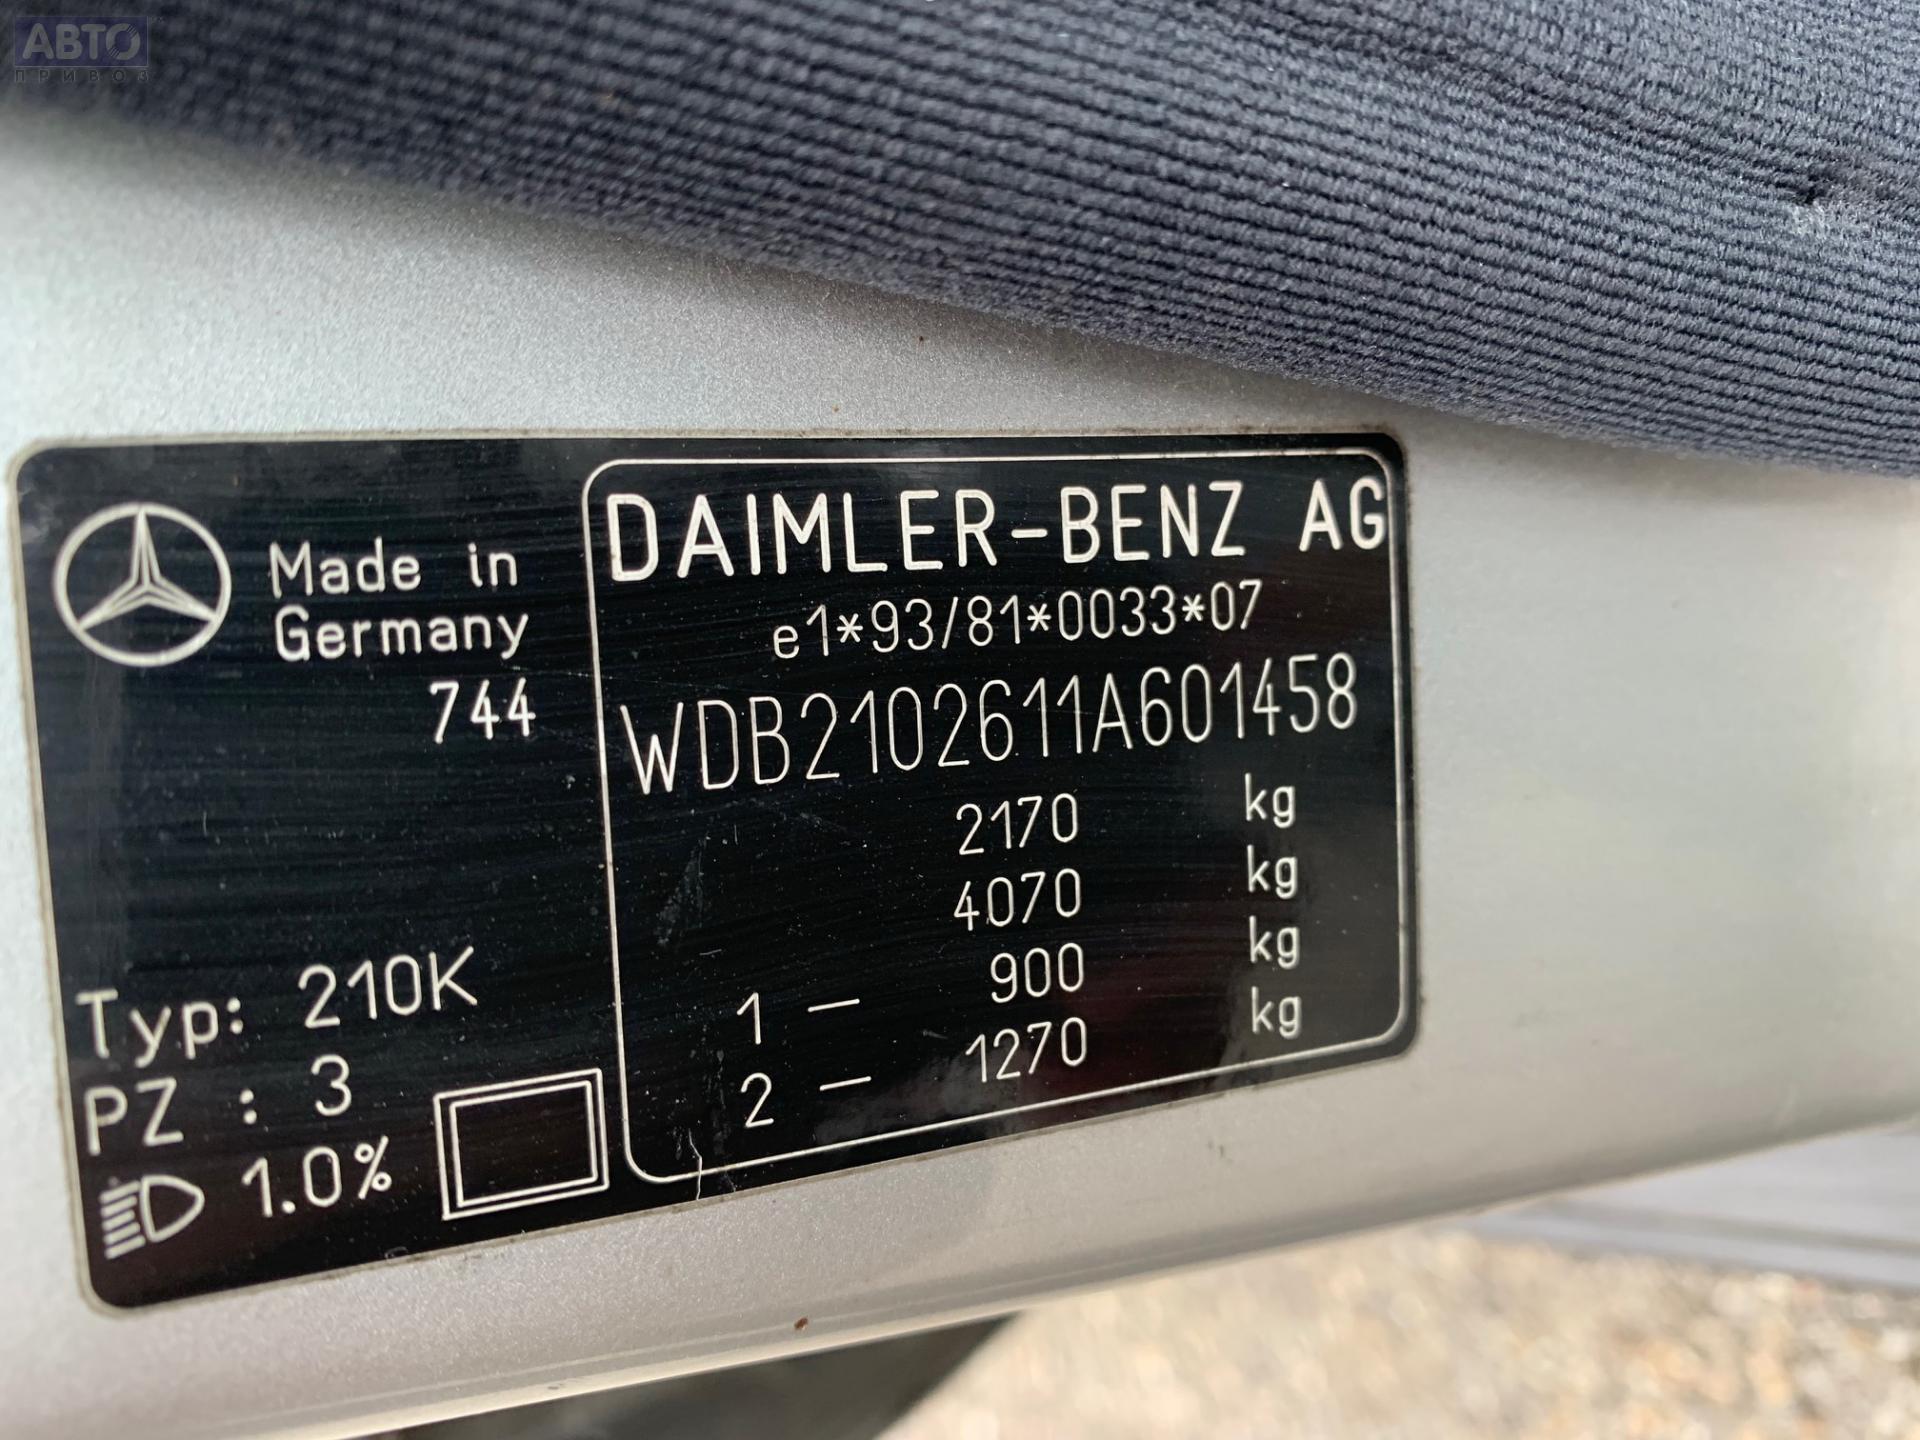 АВТО
ПРИВОЗ
Made in
Germany
744
Typ: 210K
PZ : 3
1.0%
DAIMLER-BENZ AG
e1*93/81*0033*07
WDB2102611A601458
2170 kg
4070 kg
1 - 900 kg
2 - 1270 kg